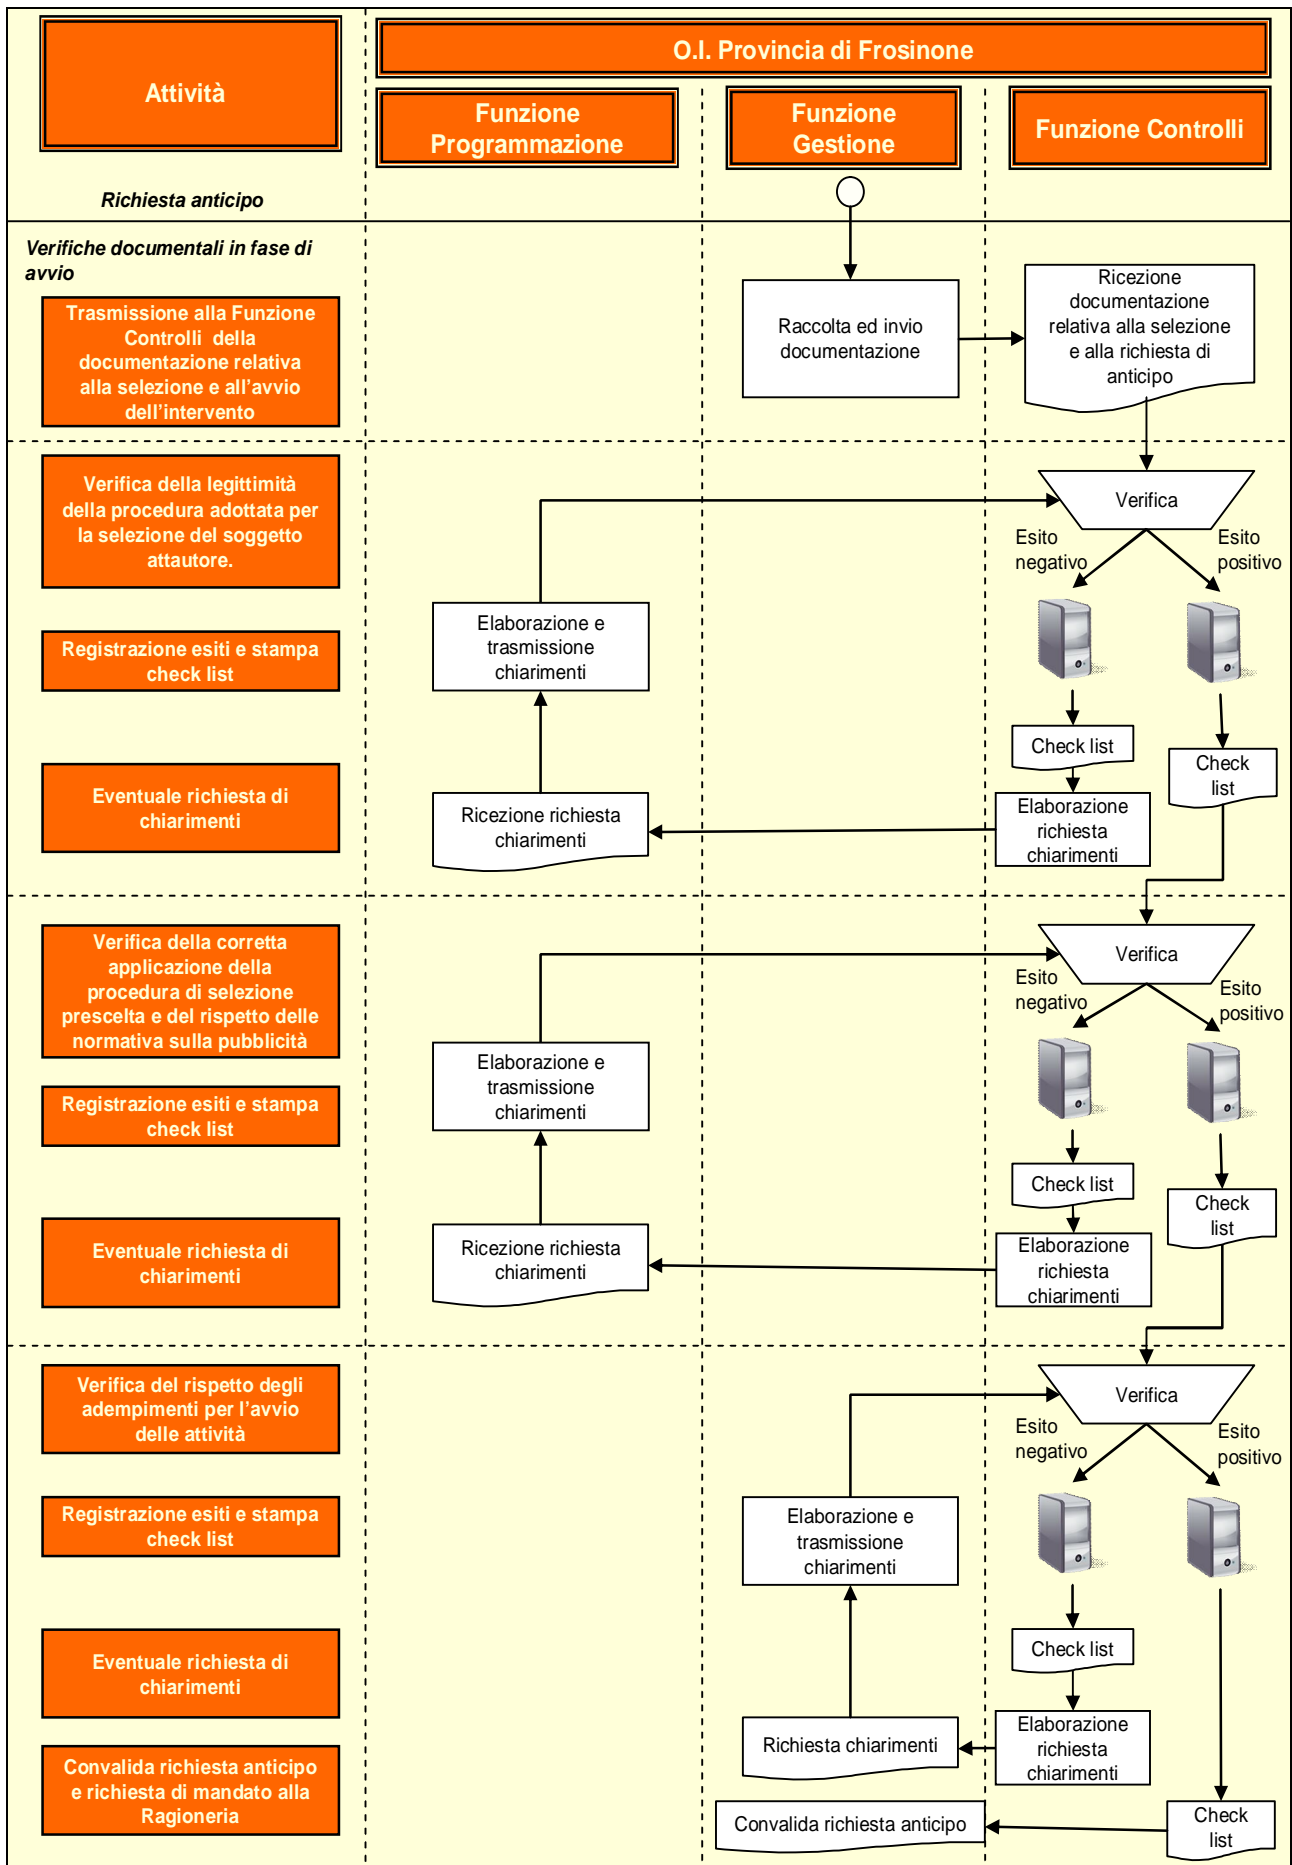 Attività
O.I. Provincia di Frosinone
Funzione
Programmazione
Funzione
Gestione
Funzione Controlli
Richiesta anticipo
Verifiche documentali in fase di
avvio
Trasmissione alla Funzione
Controlli della
documentazione relativa
alla selezione e all'avvio
dell'intervento
Raccolta ed invio
documentazione
Ricezione
documentazione
relativa alla selezione
e alla richiesta di
anticipo
Verifica della legittimità
della procedura adottata per
la selezione del soggetto
attautore.
Verifica
Esito
negativo
Esito
positivo
Registrazione esiti e stampa
check list
Elaborazione e
trasmissione
chiarimenti
Check list
Check
list
Eventuale richiesta di
chiarimenti
Ricezione richiesta
chiarimenti
Elaborazione
richiesta
chiarimenti
Verifica della corretta
applicazione della
procedura di selezione
prescelta e del rispetto delle
normativa sulla pubblicità
Verifica
Esito
negativo
Esito
positivo
Registrazione esiti e stampa
check list
Elaborazione e
trasmissione
chiarimenti
Check list
Check
list
Eventuale richiesta di
chiarimenti
Ricezione richiesta
chiarimenti
Elaborazione
richiesta
chiarimenti
Verifica del rispetto degli
adempimenti per l'avvio
delle attività
Verifica
Esito
negativo
Esito
positivo
Registrazione esiti e stampa
check list
Elaborazione e
trasmissione
chiarimenti
Check list
Eventuale richiesta di
chiarimenti
Richiesta chiarimenti
Elaborazione
richiesta
chiarimenti
Convalida richiesta anticipo
e richiesta di mandato alla
Ragioneria
Convalida richiesta anticipo
Check
list